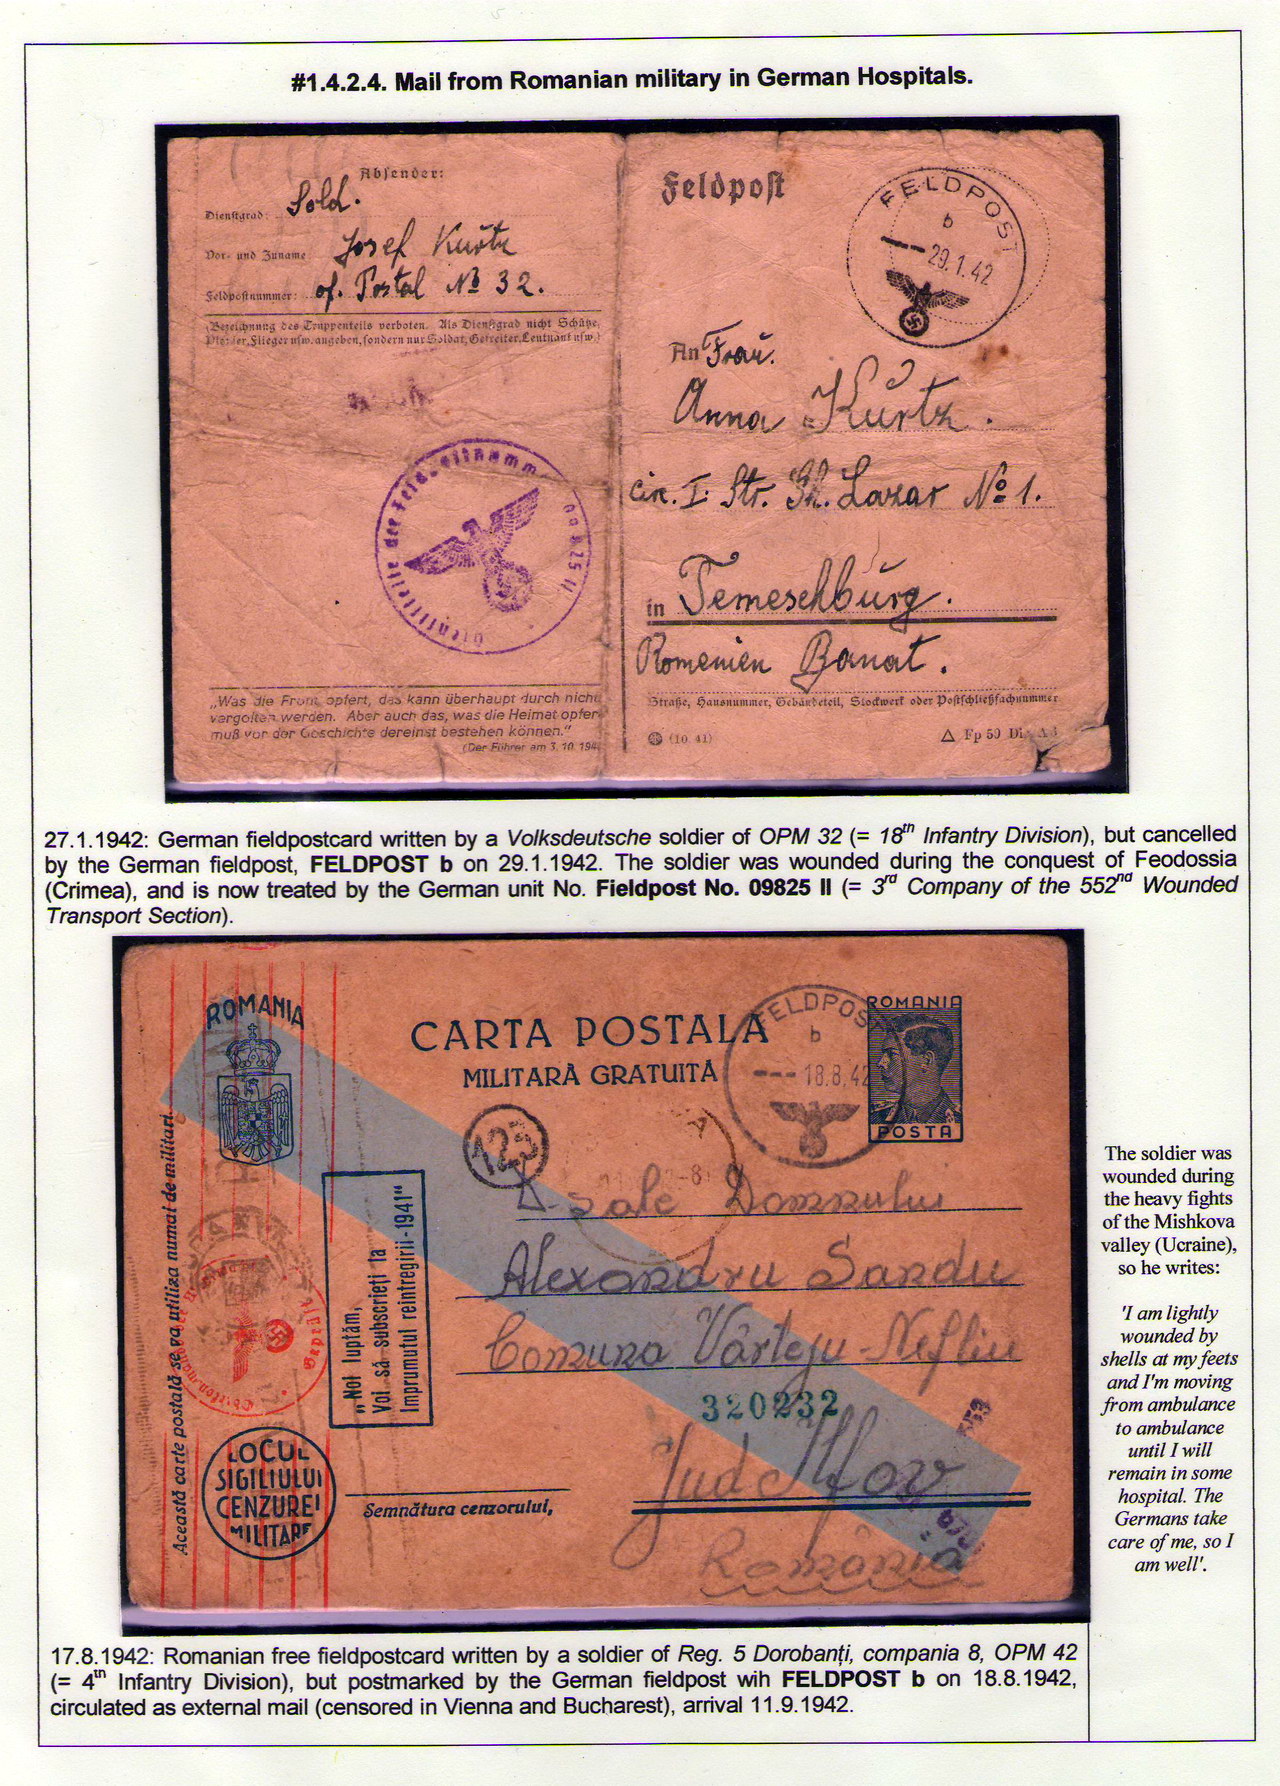 #1.4.2.4. Mail from Romanian military in German Hospitals.
Absender:
Dienstgrad: Sold.
Vor- und Zuname Josef Kurtz
Feldpostnummer: of. Postal № 32.
(Bezeichnung des Truppenteils verboten. Als Dienstgrad nicht Schütze,
Pionier, Flieger usw. angeben, sondern nur Soldat, Gefreiter, Leutnant usw.)
Feldpost
FELDPOST
b
29.1.42
An Frau.
Anna Kurtz.
cir. I. Str. Gh. Lazar № 1.
in Temeschburg.
Romenien Banat.
Straße, Hausnummer, Gebäudeteil, Stockwerk oder Postschließfachnummer
(10. 41)
△ Fp 50 Din A 6
„Was die Front opfert, das kann überhaupt durch nichts
vergolten werden. Aber auch das, was die Heimat opfer
muß vor der Geschichte dereinst bestehen können."
(Der Führer am 3. 10. 194
27.1.1942: German fieldpostcard written by a Volksdeutsche soldier of OPM 32 (= 18th Infantry Division), but cancelled
by the German fieldpost, FELDPOST b on 29.1.1942. The soldier was wounded during the conquest of Feodossia
(Crimea), and is now treated by the German unit No. Fieldpost No. 09825 II (= 3rd Company of the 552nd Wounded
Transport Section).
ROMANIA
CARTA POSTALA
MILITARĂ GRATUITĂ
FELDPOST
b
18.8.42
ROMANIA
POSTA
123
Această carte postală se va utiliza numai de militari.
„Noi luptăm,
Voi să subscrieți la
Imprumutul reintregirii-1941"
D-sale Domnului
Alexandru Sandu
Comuna Vârteju-Nefliu
320232
Jud Ilfov
România
LOCUL
SIGILIULUI
CENZUREI
MILITARE
Semnătura cenzorului,
The soldier was
wounded during
the heavy fights
of the Mishkova
valley (Ucraine),
so he writes:
'I am lightly
wounded by
shells at my feets
and I'm moving
from ambulance
to ambulance
until I will
remain in some
hospital. The
Germans take
care of me, so I
am well'.
17.8.1942: Romanian free fieldpostcard written by a soldier of Reg. 5 Dorobanți, compania 8, OPM 42
(= 4th Infantry Division), but postmarked by the German fieldpost wih FELDPOST b on 18.8.1942,
circulated as external mail (censored in Vienna and Bucharest), arrival 11.9.1942.